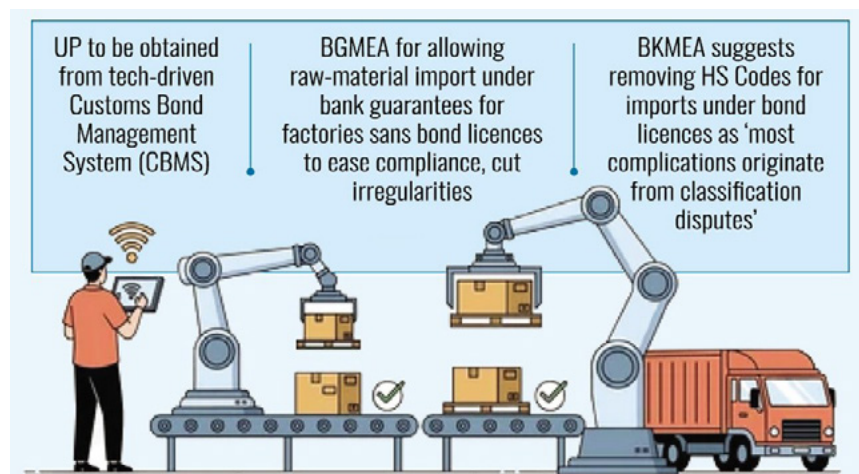 UP to be obtained
from tech-driven
Customs Bond
Management
System (CBMS)
BGMEA for allowing
raw-material import under
bank guarantees for
factories sans bond licences
to ease compliance, cut
irregularities
BKMEA suggests
removing HS Codes for
imports under bond
licences as ‘most
complications originate
from classification
disputes’